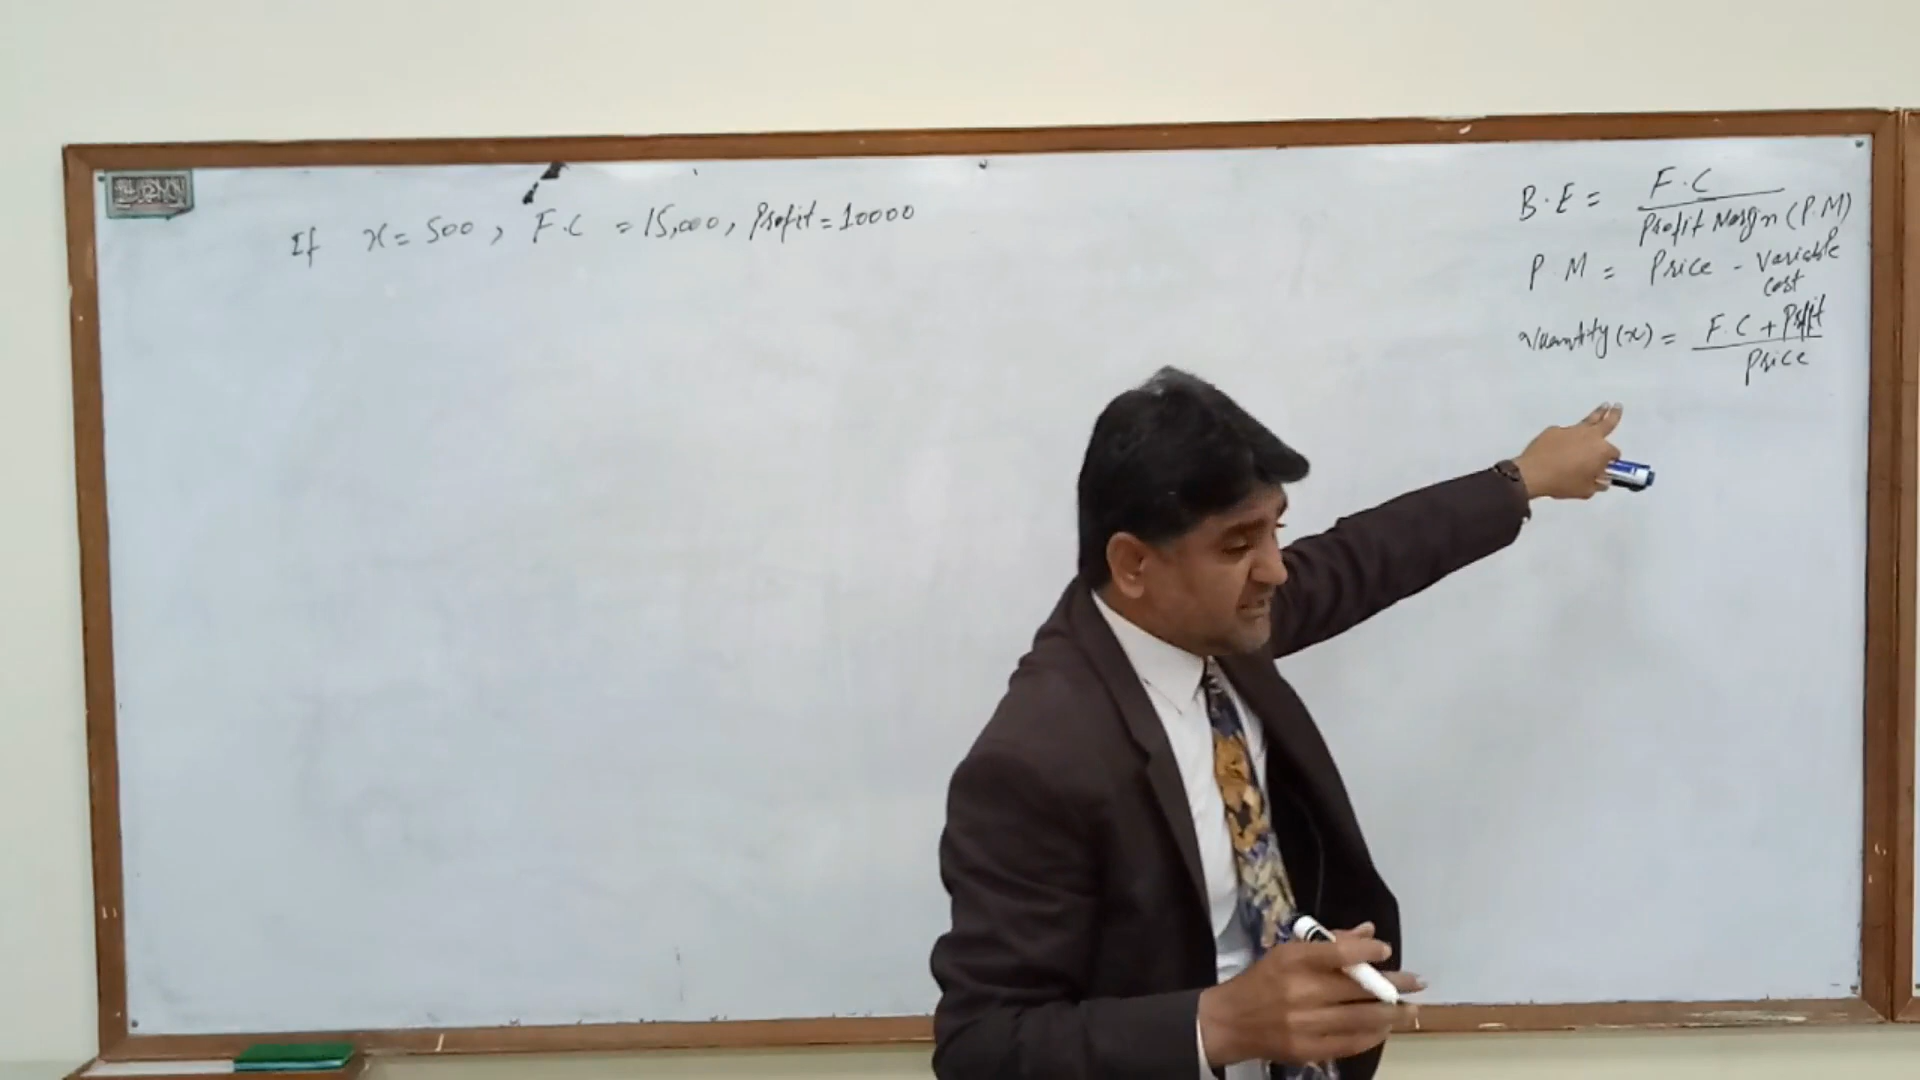 If x = 500, F.C = 15,000, Profit = 10000
B.E = F.C / Profit Margin (P.M)
P.M = Price - Variable cost
Quantity (x) = F.C + Profit / Price